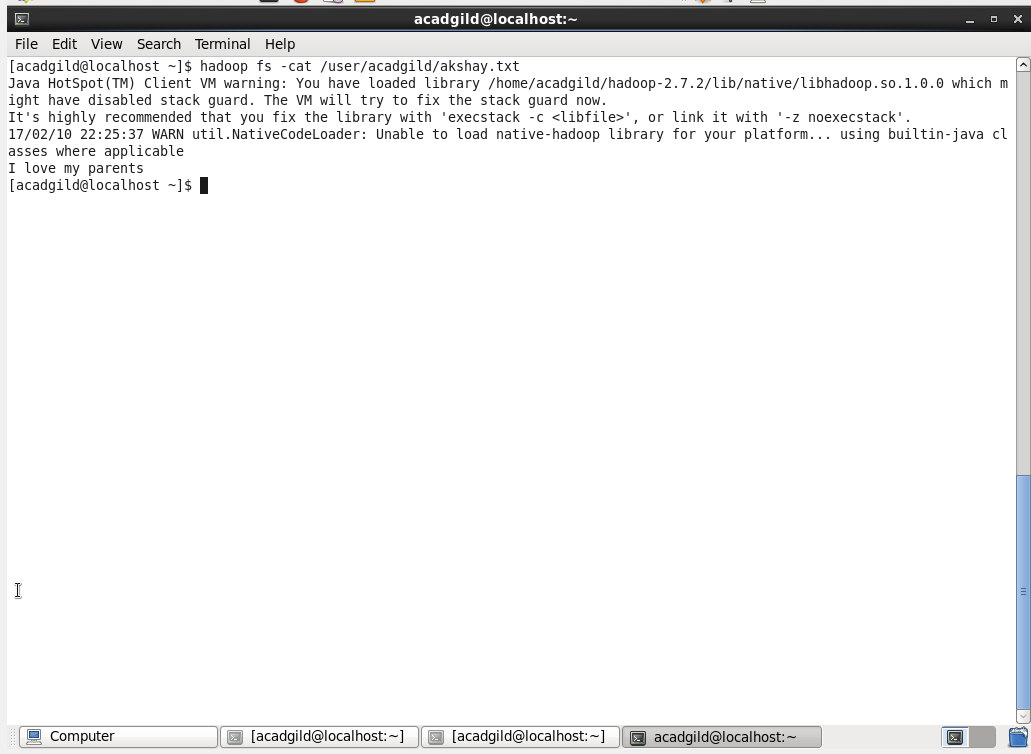 acadgild@localhost:~
File Edit View Search Terminal Help
[acadgild@localhost ~]$ hadoop fs -cat /user/acadgild/akshay.txt
Java HotSpot(TM) Client VM warning: You have loaded library /home/acadgild/hadoop-2.7.2/lib/native/libhadoop.so.1.0.0 which m
ight have disabled stack guard. The VM will try to fix the stack guard now.
It's highly recommended that you fix the library with 'execstack -c <libfile>', or link it with '-z noexecstack'.
17/02/10 22:25:37 WARN util.NativeCodeLoader: Unable to load native-hadoop library for your platform... using builtin-java cl
asses where applicable
I love my parents
[acadgild@localhost ~]$
Computer [acadgild@localhost:~] [acadgild@localhost:~] acadgild@localhost:~